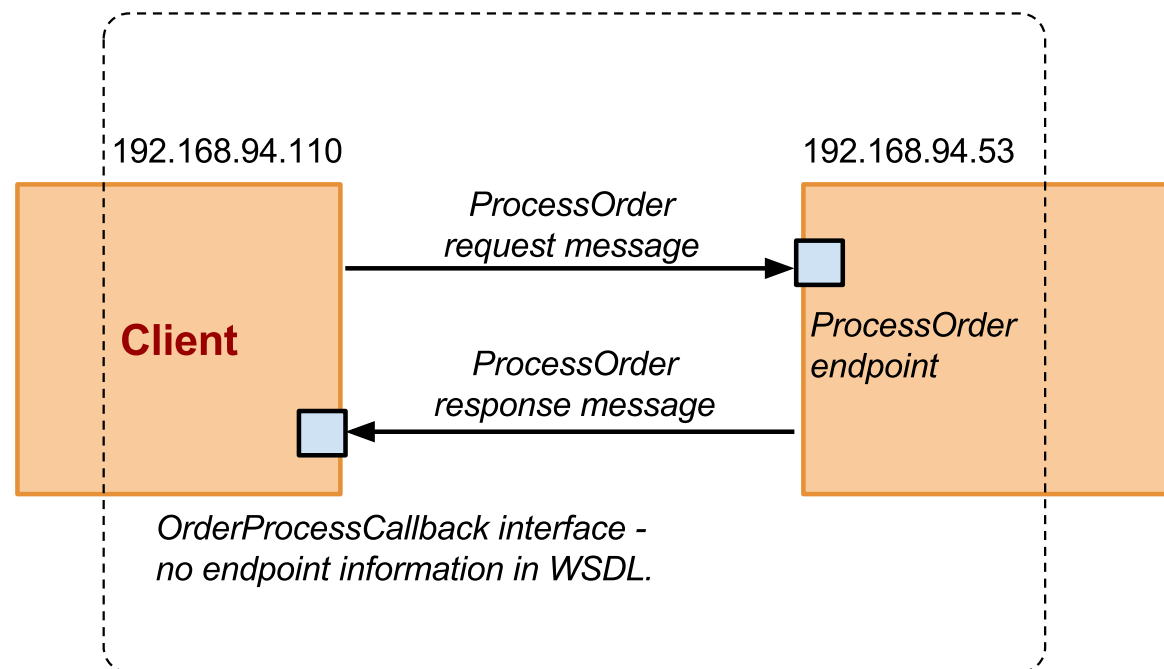 192.168.94.110
192.168.94.53
ProcessOrder
request message
Client
ProcessOrder
endpoint
ProcessOrder
response message
OrderProcessCallback interface -
no endpoint information in WSDL.